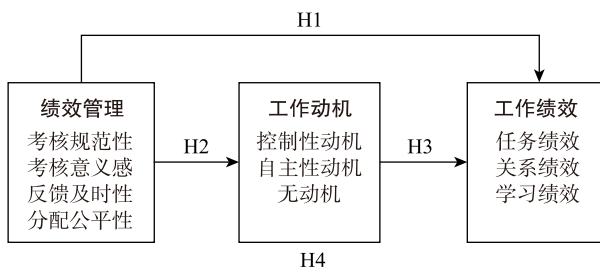 H1
绩效管理
考核规范性
考核意义感
反馈及时性
分配公平性
H2
工作动机
控制性动机
自主性动机
无动机
H3
工作绩效
任务绩效
关系绩效
学习绩效
H4